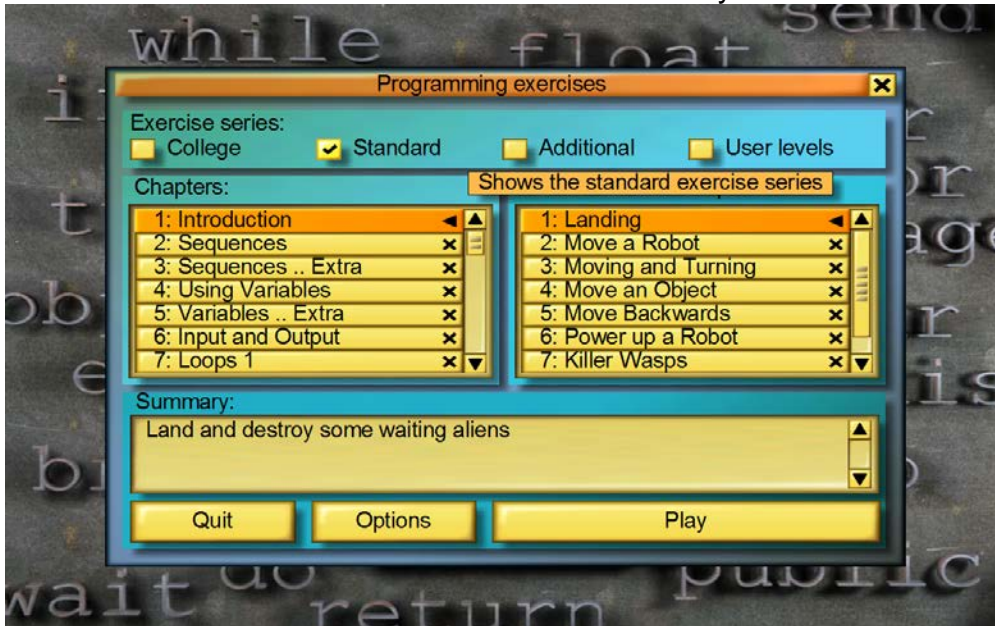 while float send
Programming exercises
Exercise series:
College Standard Additional User levels
Chapters:
Shows the standard exercise series
1: Introduction
2: Sequences
3: Sequences .. Extra
4: Using Variables
5: Variables .. Extra
6: Input and Output
7: Loops 1
1: Landing
2: Move a Robot
3: Moving and Turning
4: Move an Object
5: Move Backwards
6: Power up a Robot
7: Killer Wasps
Summary:
Land and destroy some waiting aliens
Quit Options Play
wait do return public